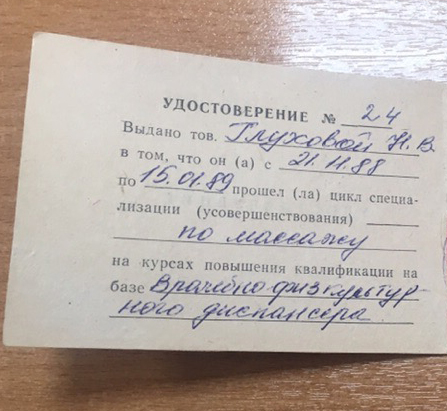 УДОСТОВЕРЕНИЕ № 24
Выдано тов. Глуховой Н. В
в том, что он (а) с 21.11.88
по 15.01.89 прошел (ла) цикл специа-
лизации (усовершенствования)
по массажу
на курсах повышения квалификации на
базе Врачебно-физкультур-
ного диспансера